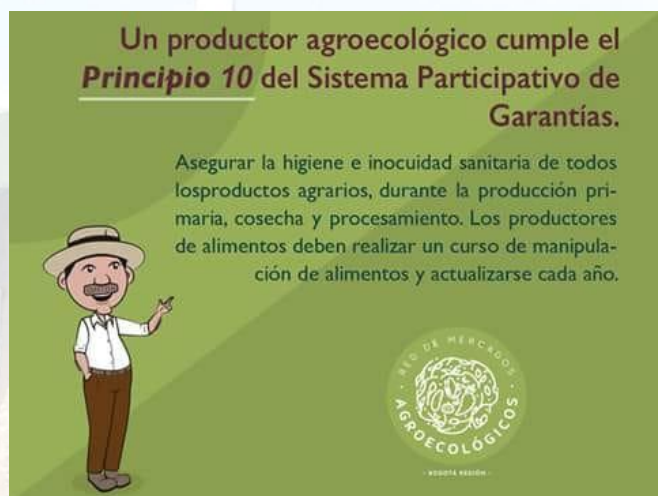 Un productor agroecológico cumple el
Principio 10 del Sistema Participativo de
Garantías.
Asegurar la higiene e inocuidad sanitaria de todos
losproductos agrarios, durante la producción pri-
maria, cosecha y procesamiento. Los productores
de alimentos deben realizar un curso de manipula-
ción de alimentos y actualizarse cada año.
RED DE MERCADOS
AGROECOLÓGICOS
- BOGOTÁ REGIÓN -